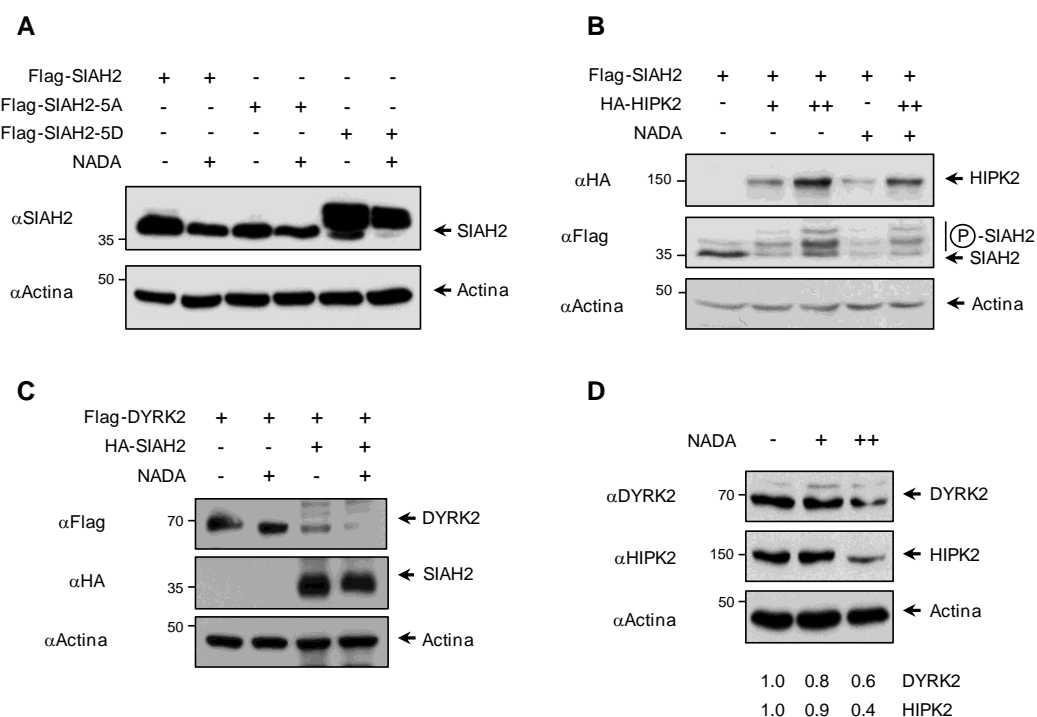 A
Flag-SIAH2 + + - - - -
Flag-SIAH2-5A - - + + - -
Flag-SIAH2-5D - - - - + +
NADA - + - + - +
αSIAH2
35
SIAH2
50
αActina
Actina
B
Flag-SIAH2 + + + + +
HA-HIPK2 - + ++ - ++
NADA - - - + +
αHA
150
HIPK2
αFlag
P-SIAH2
35
SIAH2
50
αActina
Actina
C
Flag-DYRK2 + + + +
HA-SIAH2 - - + +
NADA - + - +
αFlag
70
DYRK2
αHA
35
SIAH2
50
αActina
Actina
D
NADA - + ++
αDYRK2
70
DYRK2
αHIPK2
150
HIPK2
50
αActina
Actina
1.0 0.8 0.6 DYRK2
1.0 0.9 0.4 HIPK2